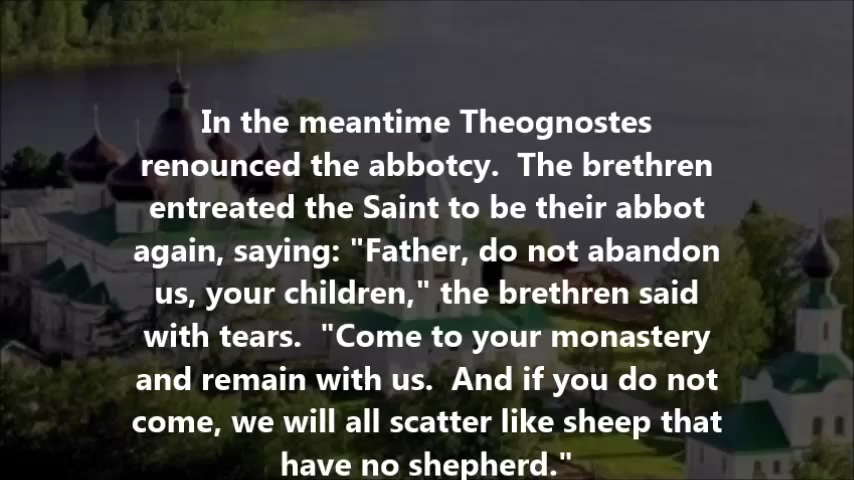 In the meantime Theognostes
renounced the abbotcy.  The brethren
entreated the Saint to be their abbot
again, saying: "Father, do not abandon
us, your children," the brethren said
with tears.  "Come to your monastery
and remain with us.  And if you do not
come, we will all scatter like sheep that
have no shepherd."